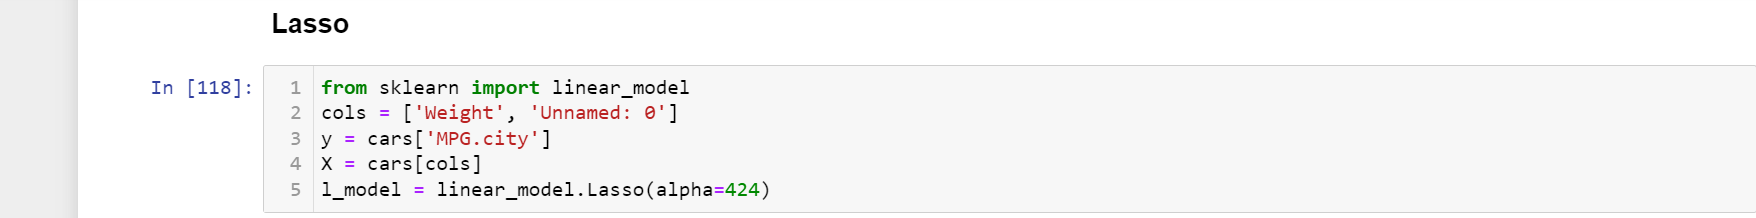 Lasso
In [118]:
1 from sklearn import linear_model
2 cols = ['Weight', 'Unnamed: 0']
3 y = cars['MPG.city']
4 X = cars[cols]
5 l_model = linear_model.Lasso(alpha=424)